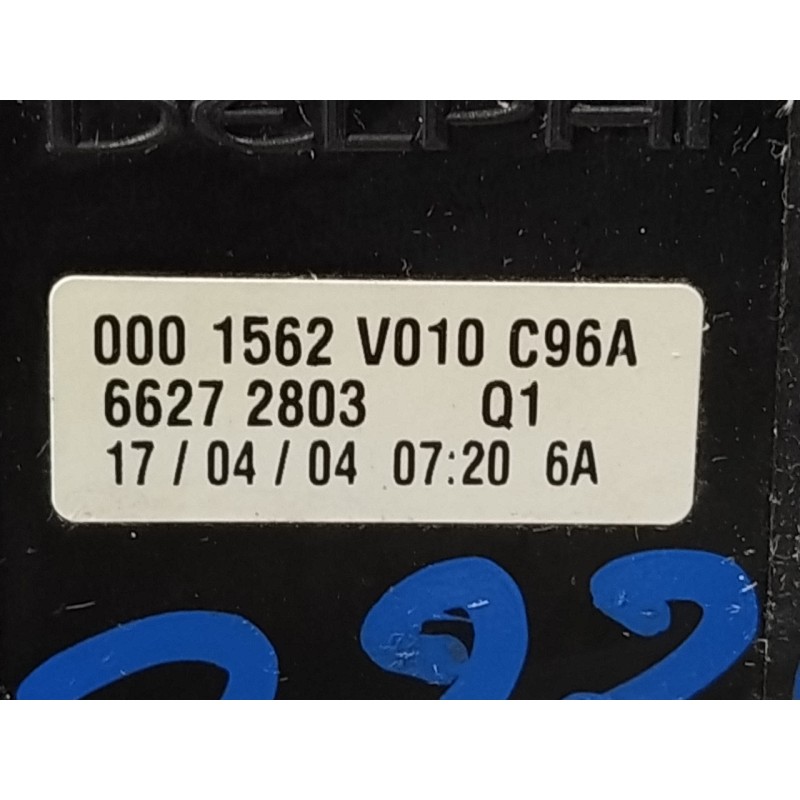 DELPHI
000 1562 V010 C96A
6627 2803 Q1
17 / 04 / 04 07:20 6A